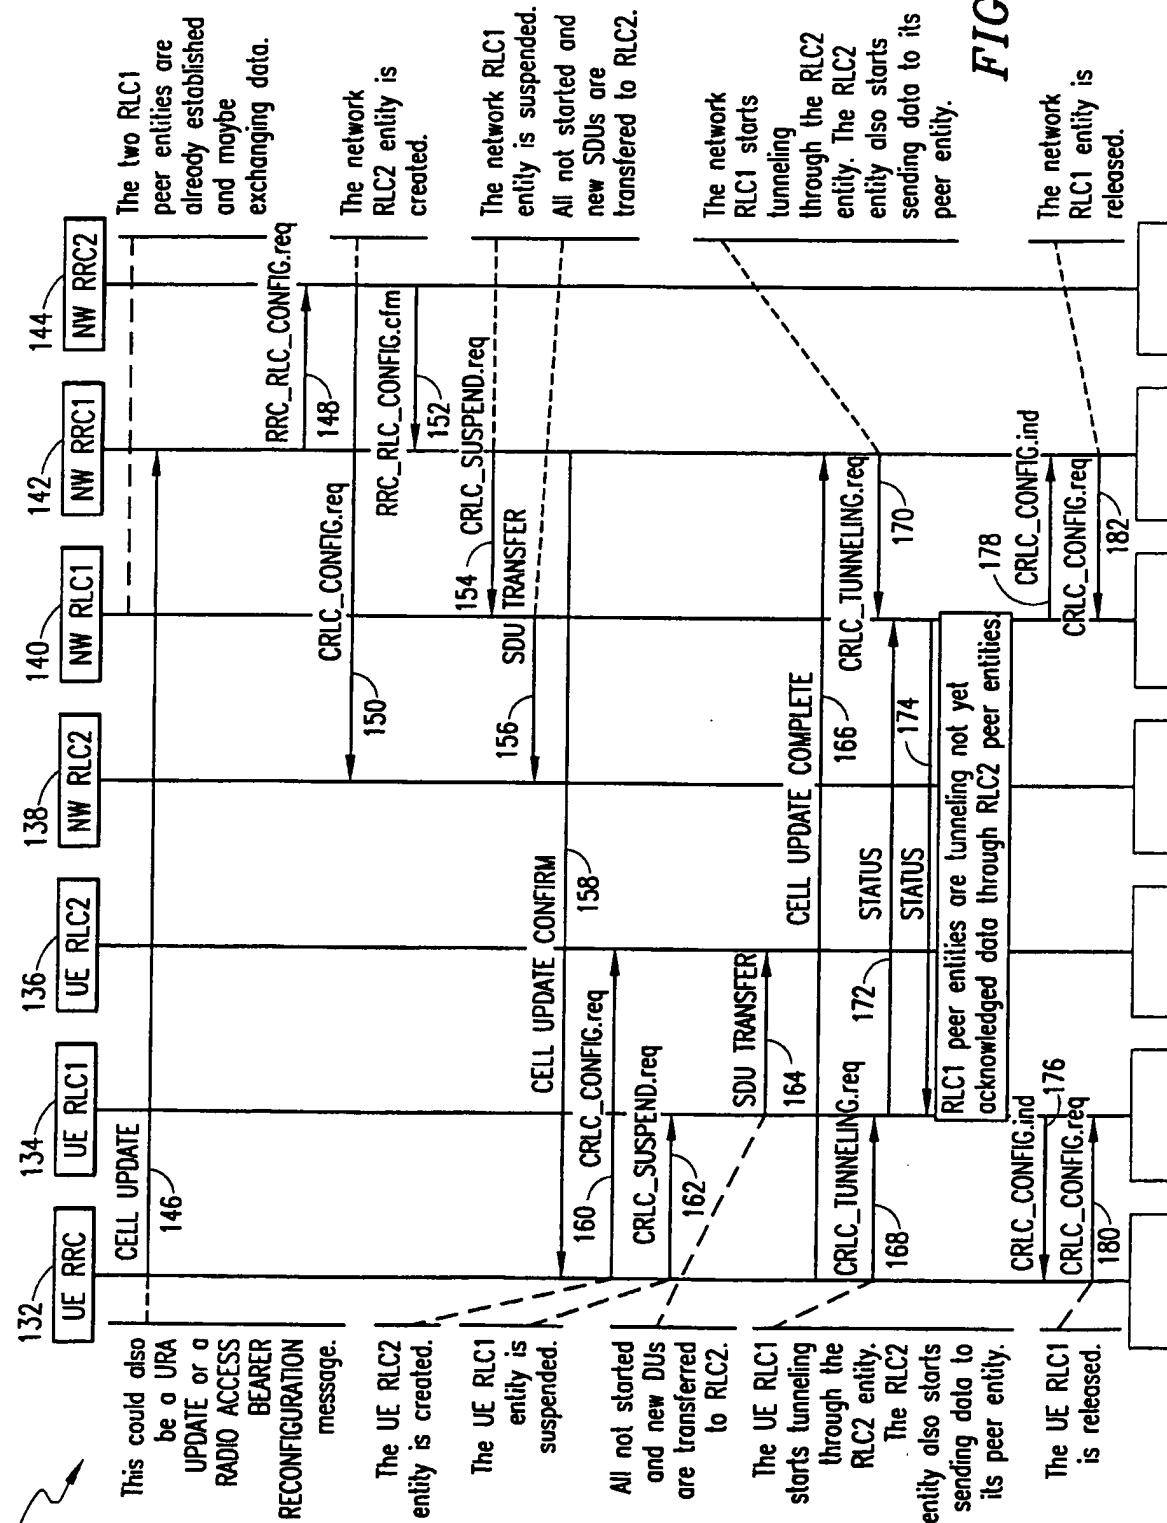 132
134
136
138
140
142
144
UE RRC
UE RLC1
UE RLC2
NW RLC2
NW RLC1
NW RRC1
NW RRC2
This could also
be a URA
UPDATE or a
RADIO ACCESS
BEARER
RECONFIGURATION
message.
CELL UPDATE
146
The two RLC1
peer entities are
already established
and maybe
exchanging data.
RRC_RLC_CONFIG.req
148
The network
RLC2 entity is
created.
CRLC_CONFIG.req
150
RRC_RLC_CONFIG.cfm
152
The network RLC1
entity is suspended.
All not started and
new SDUs are
transferred to RLC2.
CRLC_SUSPEND.req
154
SDU TRANSFER
156
CELL UPDATE CONFIRM
158
The UE RLC2
entity is created.
160
CRLC_CONFIG.req
The UE RLC1
entity is
suspended.
CRLC_SUSPEND.req
162
All not started
and new DUs
are transferred
to RLC2.
SDU TRANSFER
164
CELL UPDATE COMPLETE
166
The UE RLC1
starts tunneling
through the
RLC2 entity.
The RLC2
entity also starts
sending data to
its peer entity.
CRLC_TUNNELING.req
168
The network
RLC1 starts
tunneling
through the RLC2
entity. The RLC2
entity also starts
sending data to its
peer entity.
CRLC_TUNNELING.req
170
STATUS
172
STATUS
174
RLC1 peer entities are tunneling not yet
acknowledged data through RLC2 peer entities
CRLC_CONFIG.ind
176
178
CRLC_CONFIG.ind
The UE RLC1
is released.
CRLC_CONFIG.req
180
CRLC_CONFIG.req
182
The network
RLC1 entity is
released.
FIG